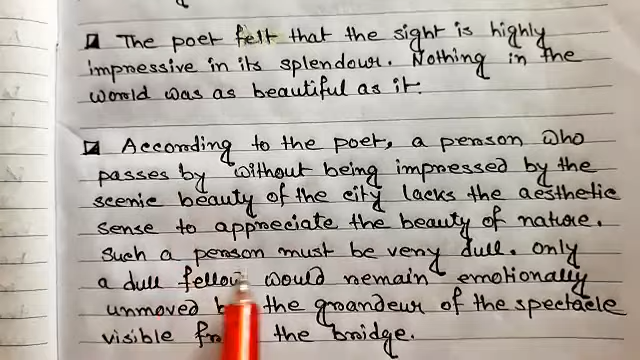 The poet felt that the sight is highly
impressive in its splendour. Nothing in the
world was as beautiful as it.
According to the poet, a person who
passes by without being impressed by the
scenic beauty of the city lacks the aesthetic
sense to appreciate the beauty of nature.
Such a person must be very dull. Only
a dull fellow would remain emotionally
unmoved the grandeur of the spectacle
visible the bridge.